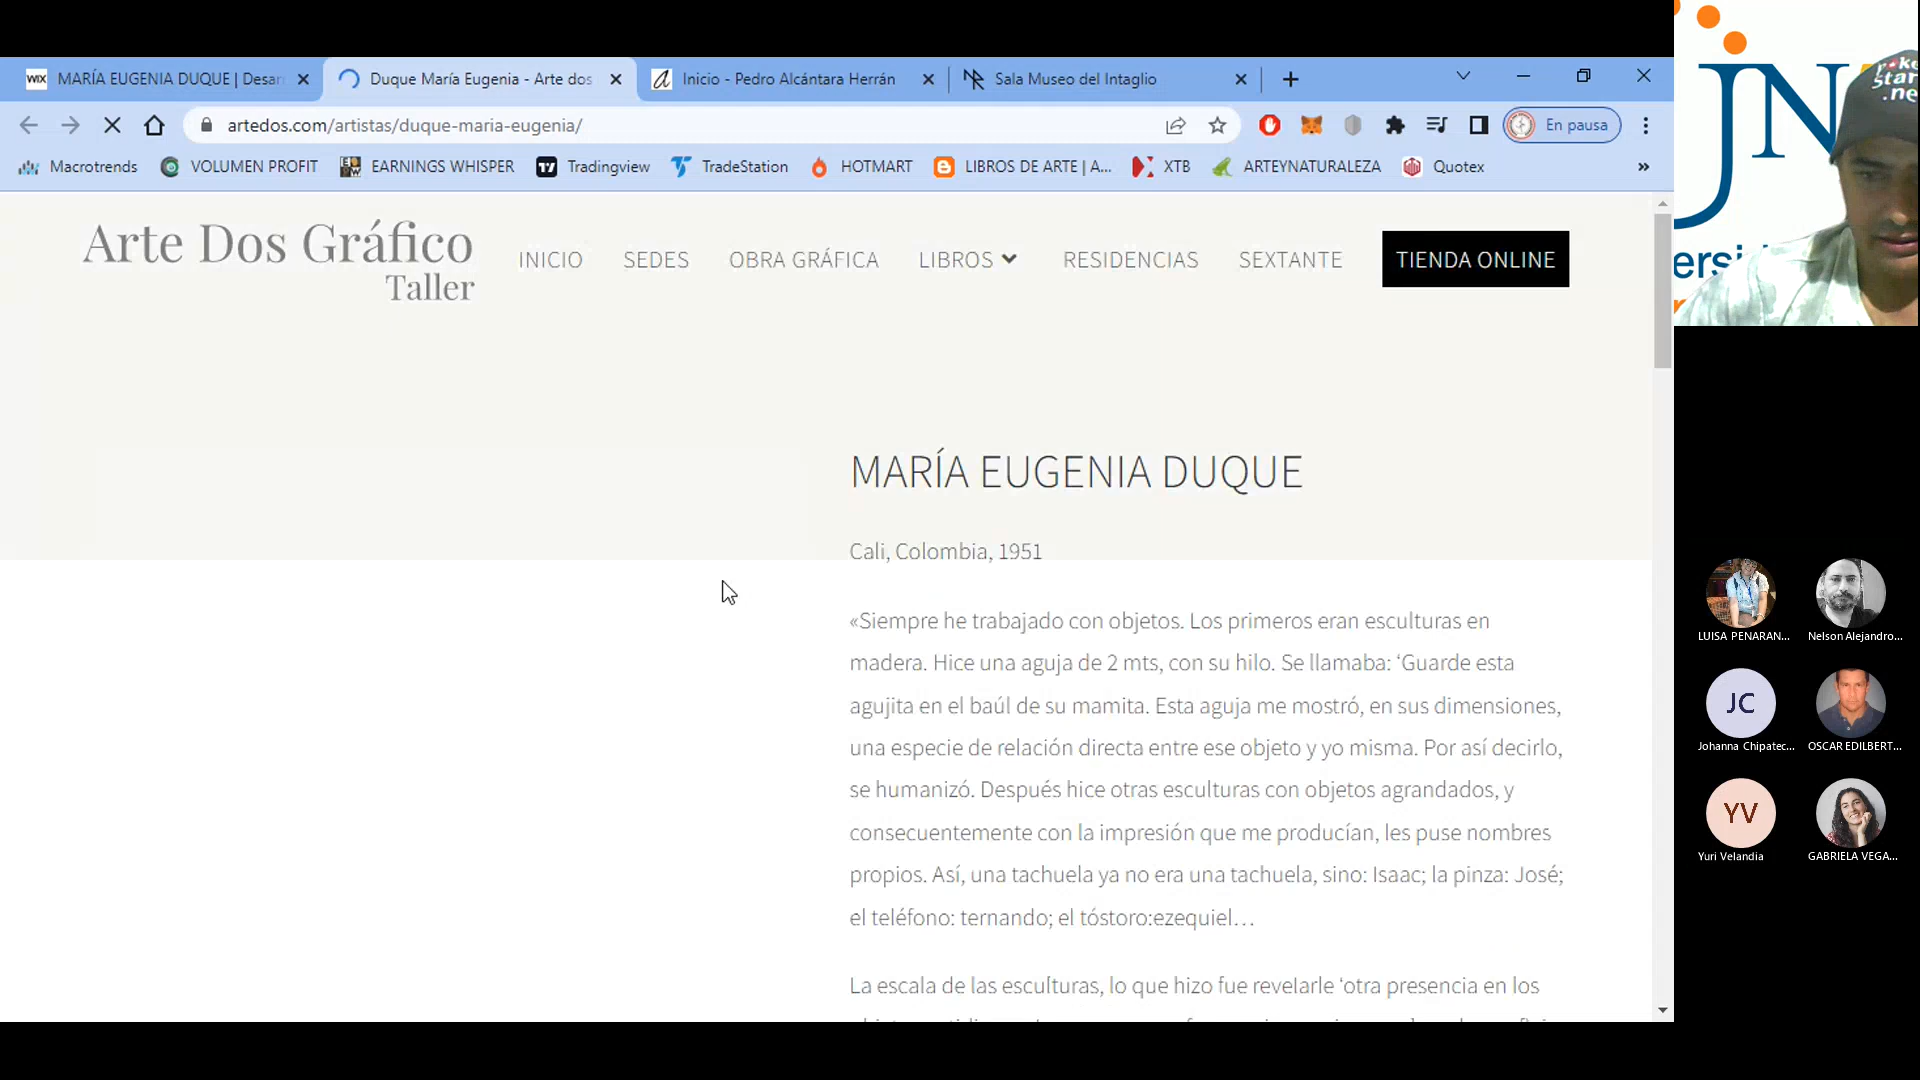 WIX MARÍA EUGENIA DUQUE | Desar
Duque María Eugenia - Arte dos
Inicio - Pedro Alcántara Herrán
Sala Museo del Intaglio
artedos.com/artistas/duque-maria-eugenia/
En pausa
Macrotrends
VOLUMEN PROFIT
EARNINGS WHISPER
Tradingview
TradeStation
HOTMART
LIBROS DE ARTE | A...
XTB
ARTEYNATURALEZA
Quotex
»
Arte Dos Gráfico
Taller
INICIO
SEDES
OBRA GRÁFICA
LIBROS
RESIDENCIAS
SEXTANTE
TIENDA ONLINE
MARÍA EUGENIA DUQUE
Cali, Colombia, 1951
«Siempre he trabajado con objetos. Los primeros eran esculturas en
madera. Hice una aguja de 2 mts, con su hilo. Se llamaba: ‘Guarde esta
agujita en el baúl de su mamita. Esta aguja me mostró, en sus dimensiones,
una especie de relación directa entre ese objeto y yo misma. Por así decirlo,
se humanizó. Después hice otras esculturas con objetos agrandados, y
consecuentemente con la impresión que me producían, les puse nombres
propios. Así, una tachuela ya no era una tachuela, sino: Isaac; la pinza: José;
el teléfono: ternando; el tóstoro:ezequiel…
La escala de las esculturas, lo que hizo fue revelarle ‘otra presencia en los
JN
ersi
Star
.ne
LUISA PENARAN...
Nelson Alejandro...
JC
Johanna Chipatec...
OSCAR EDILBERT...
YV
Yuri Velandia
GABRIELA VEGA...